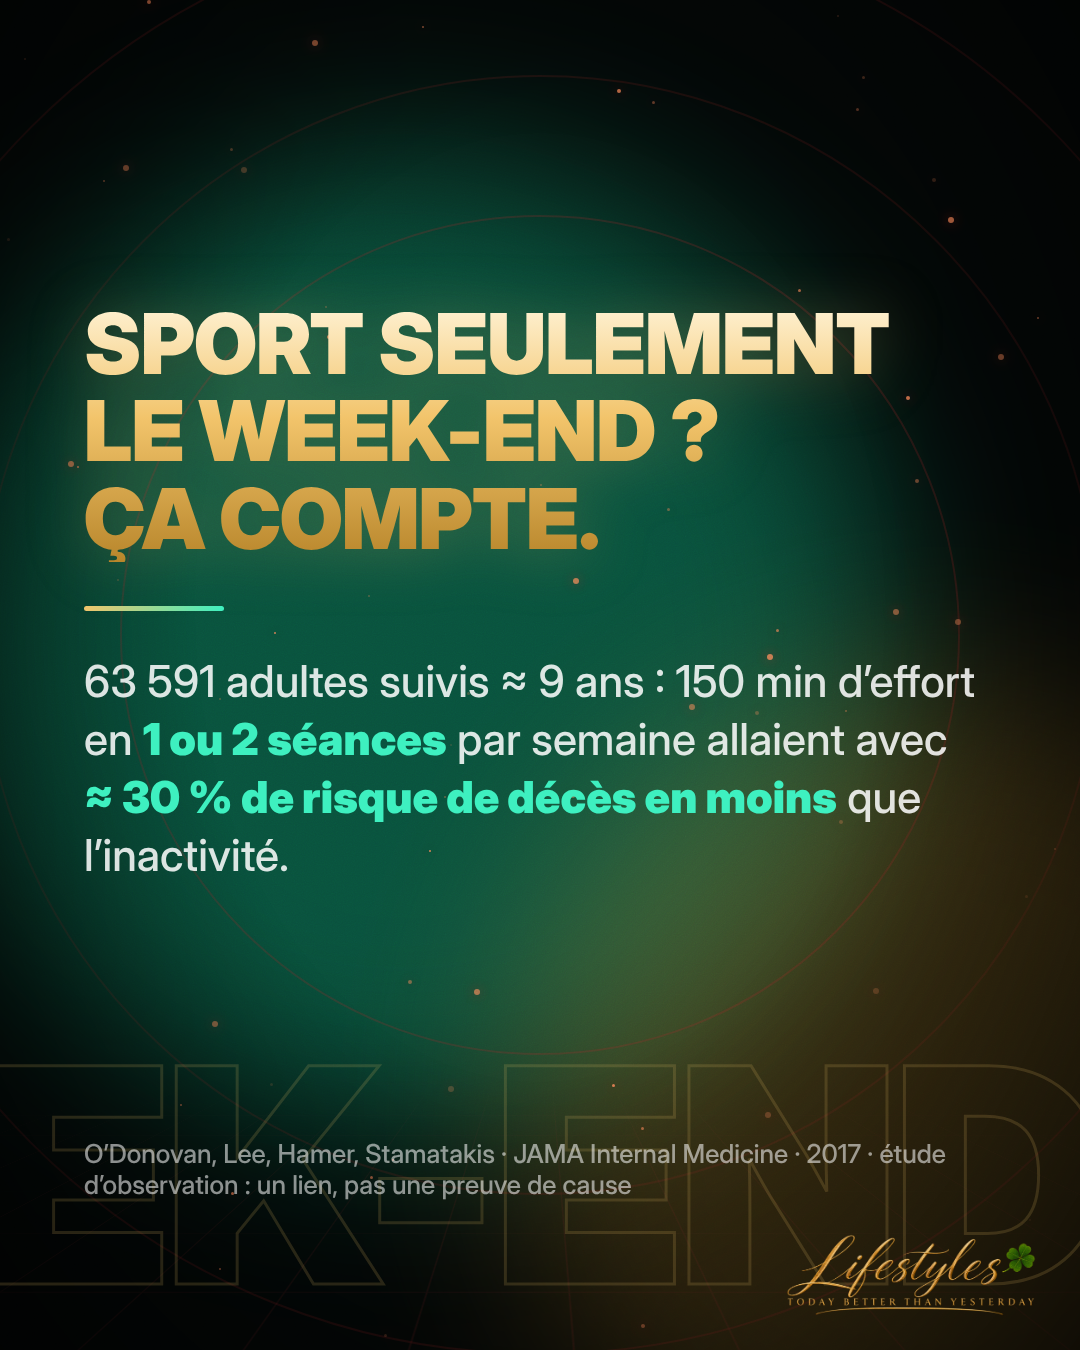 SPORT SEULEMENT
LE WEEK-END ?
ÇA COMPTE.
63 591 adultes suivis ≈ 9 ans : 150 min d’effort
en 1 ou 2 séances par semaine allaient avec
≈ 30 % de risque de décès en moins que
l’inactivité.
EK-END
O’Donovan, Lee, Hamer, Stamatakis · JAMA Internal Medicine · 2017 · étude
d’observation : un lien, pas une preuve de cause
Lifestyles
TODAY BETTER THAN YESTERDAY